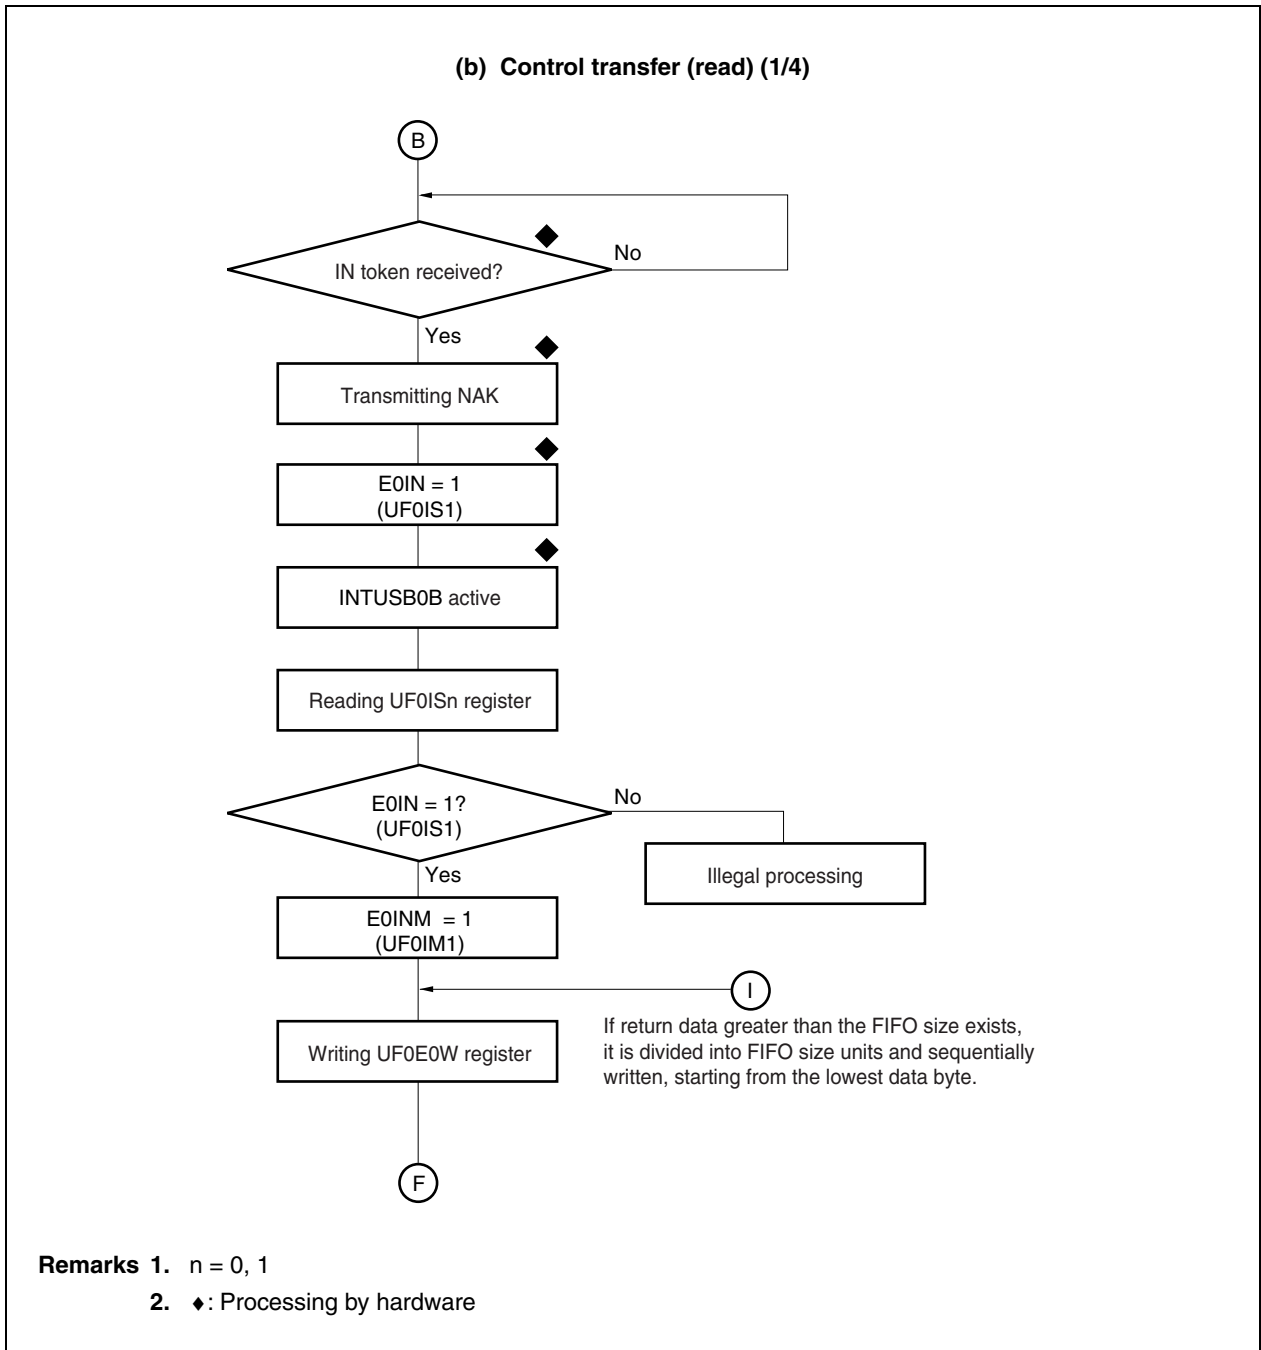 (b) Control transfer (read) (1/4)
B
IN token received?
No
Yes
Transmitting NAK
E0IN = 1
(UF0IS1)
INTUSB0B active
Reading UF0ISn register
E0IN = 1?
(UF0IS1)
No
Illegal processing
Yes
E0INM = 1
(UF0IM1)
I
If return data greater than the FIFO size exists,
it is divided into FIFO size units and sequentially
written, starting from the lowest data byte.
Writing UF0E0W register
F
Remarks 1. n = 0, 1
2. ♦: Processing by hardware